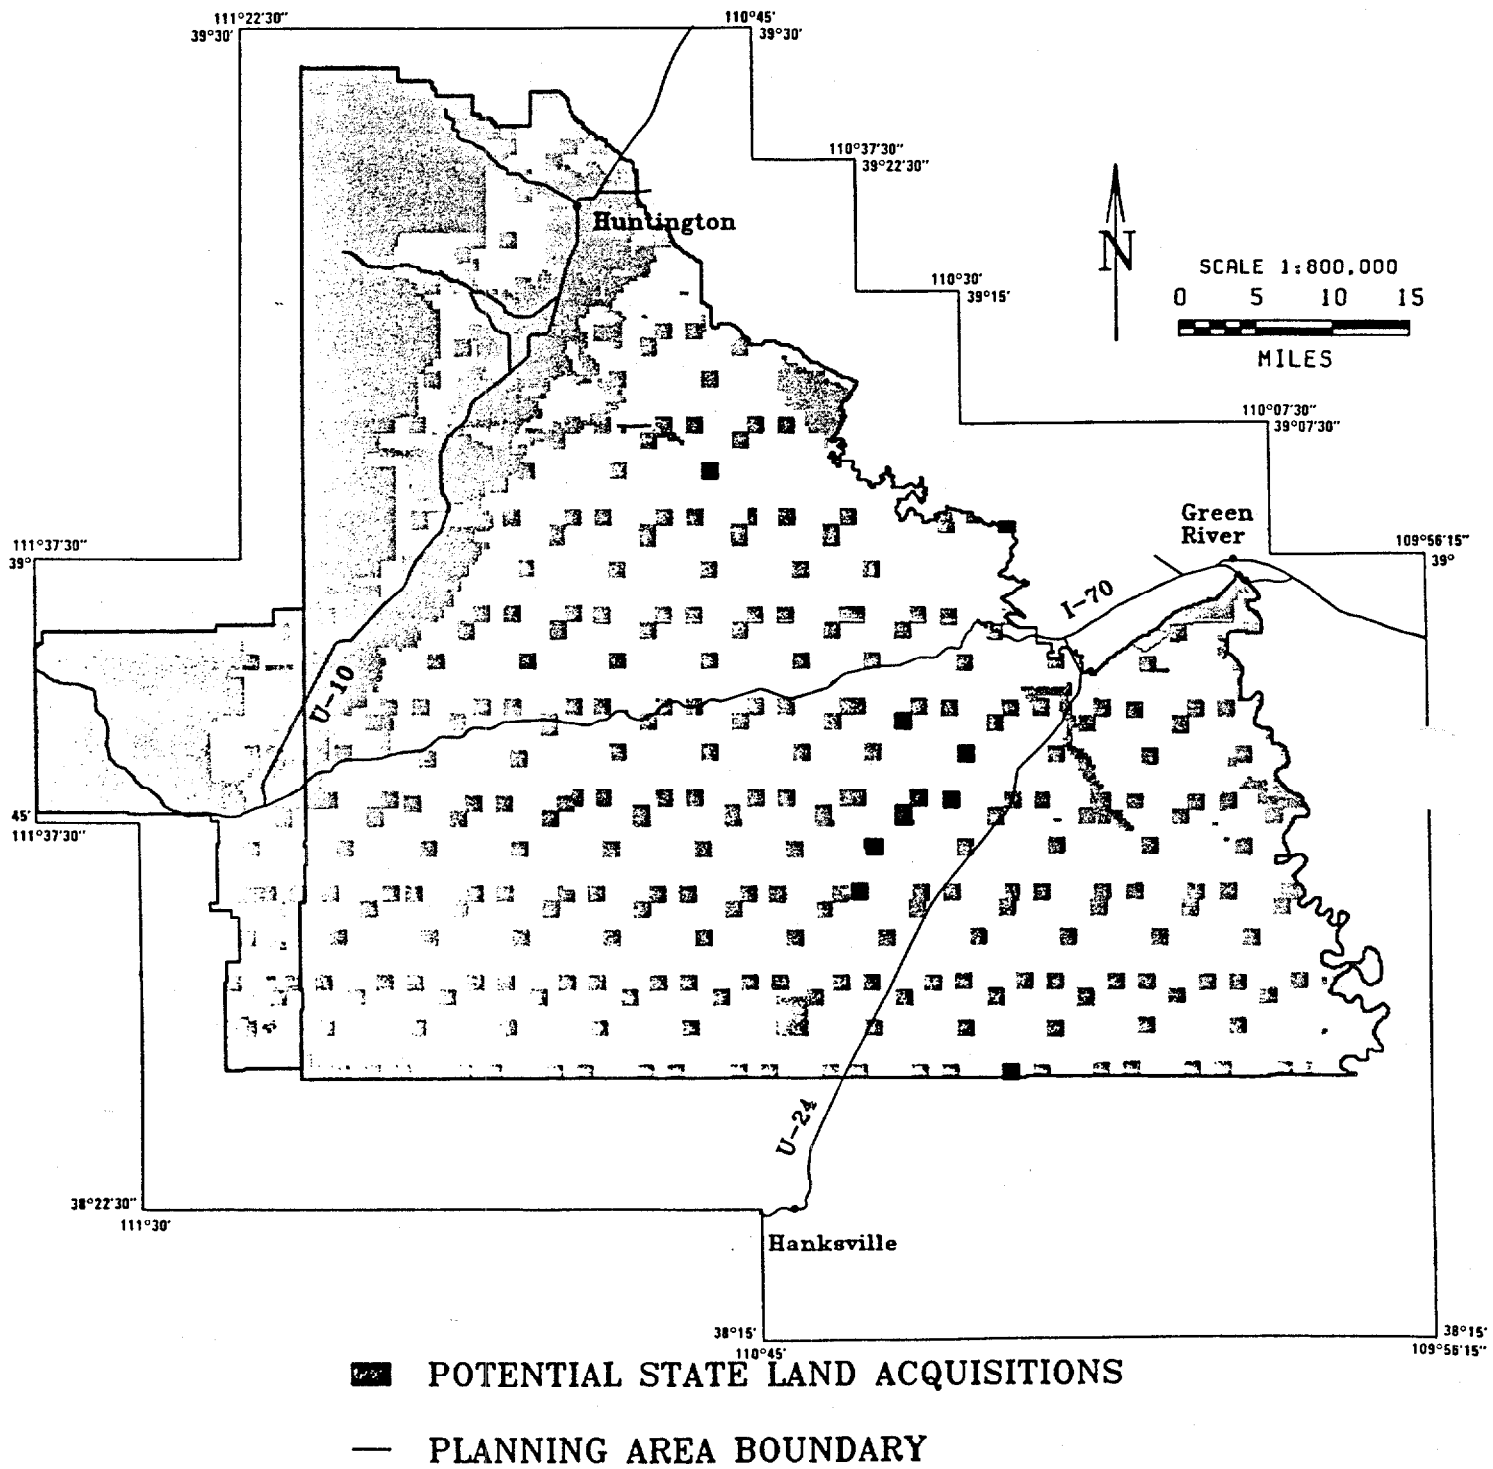 111°22'30"
39°30'
110°45'
39°30'
110°37'30"
39°22'30"
Huntington
N
110°30'
39°15'
SCALE 1:800,000
0 5 10 15
MILES
110°07'30"
39°07'30"
Green
River
111°37'30"
39°
109°56'15"
39°
I-70
U-10
45'
111°37'30"
U-24
38°22'30"
111°30'
Hanksville
38°15'
110°45'
38°15'
109°56'15"
POTENTIAL STATE LAND ACQUISITIONS
PLANNING AREA BOUNDARY